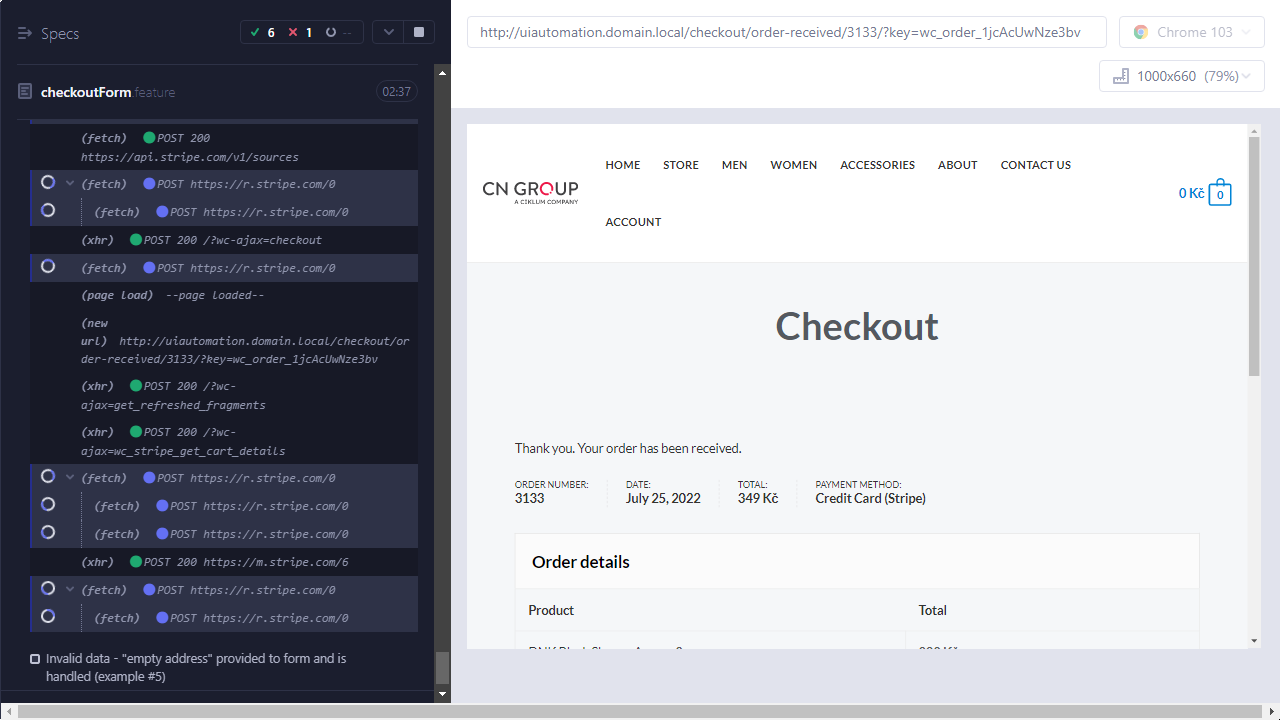 Specs
6
1
--
checkoutForm.feature
02:37
(fetch) POST 200
https://api.stripe.com/v1/sources
(fetch) POST https://r.stripe.com/0
(fetch) POST https://r.stripe.com/0
(xhr) POST 200 /?wc-ajax=checkout
(fetch) POST https://r.stripe.com/0
(page load) --page loaded--
(new
url) http://uiautomation.domain.local/checkout/or
der-received/3133/?key=wc_order_1jcAcUwNze3bv
(xhr) POST 200 /?wc-
ajax=get_refreshed_fragments
(xhr) POST 200 /?wc-
ajax=wc_stripe_get_cart_details
(fetch) POST https://r.stripe.com/0
(fetch) POST https://r.stripe.com/0
(fetch) POST https://r.stripe.com/0
(xhr) POST 200 https://m.stripe.com/6
(fetch) POST https://r.stripe.com/0
(fetch) POST https://r.stripe.com/0
Invalid data - "empty address" provided to form and is
handled (example #5)
http://uiautomation.domain.local/checkout/order-received/3133/?key=wc_order_1jcAcUwNze3bv
Chrome 103
1000x660 (79%)
CN GROUP
A CIKLUM COMPANY
HOME STORE MEN WOMEN ACCESSORIES ABOUT CONTACT US
ACCOUNT
0 Kč 0
Checkout
Thank you. Your order has been received.
ORDER NUMBER: DATE: TOTAL: PAYMENT METHOD:
3133 July 25, 2022 349 Kč Credit Card (Stripe)
Order details
Product Total